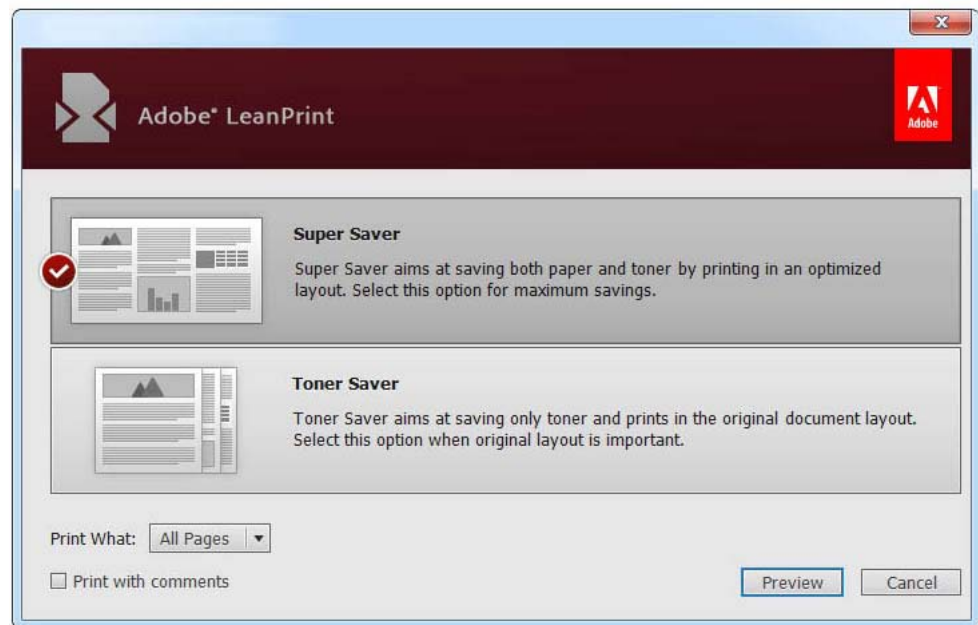 x
Adobe® LeanPrint
Adobe
Super Saver
Super Saver aims at saving both paper and toner by printing in an optimized
layout. Select this option for maximum savings.
Toner Saver
Toner Saver aims at saving only toner and prints in the original document layout.
Select this option when original layout is important.
Print What: All Pages
Print with comments
Preview Cancel